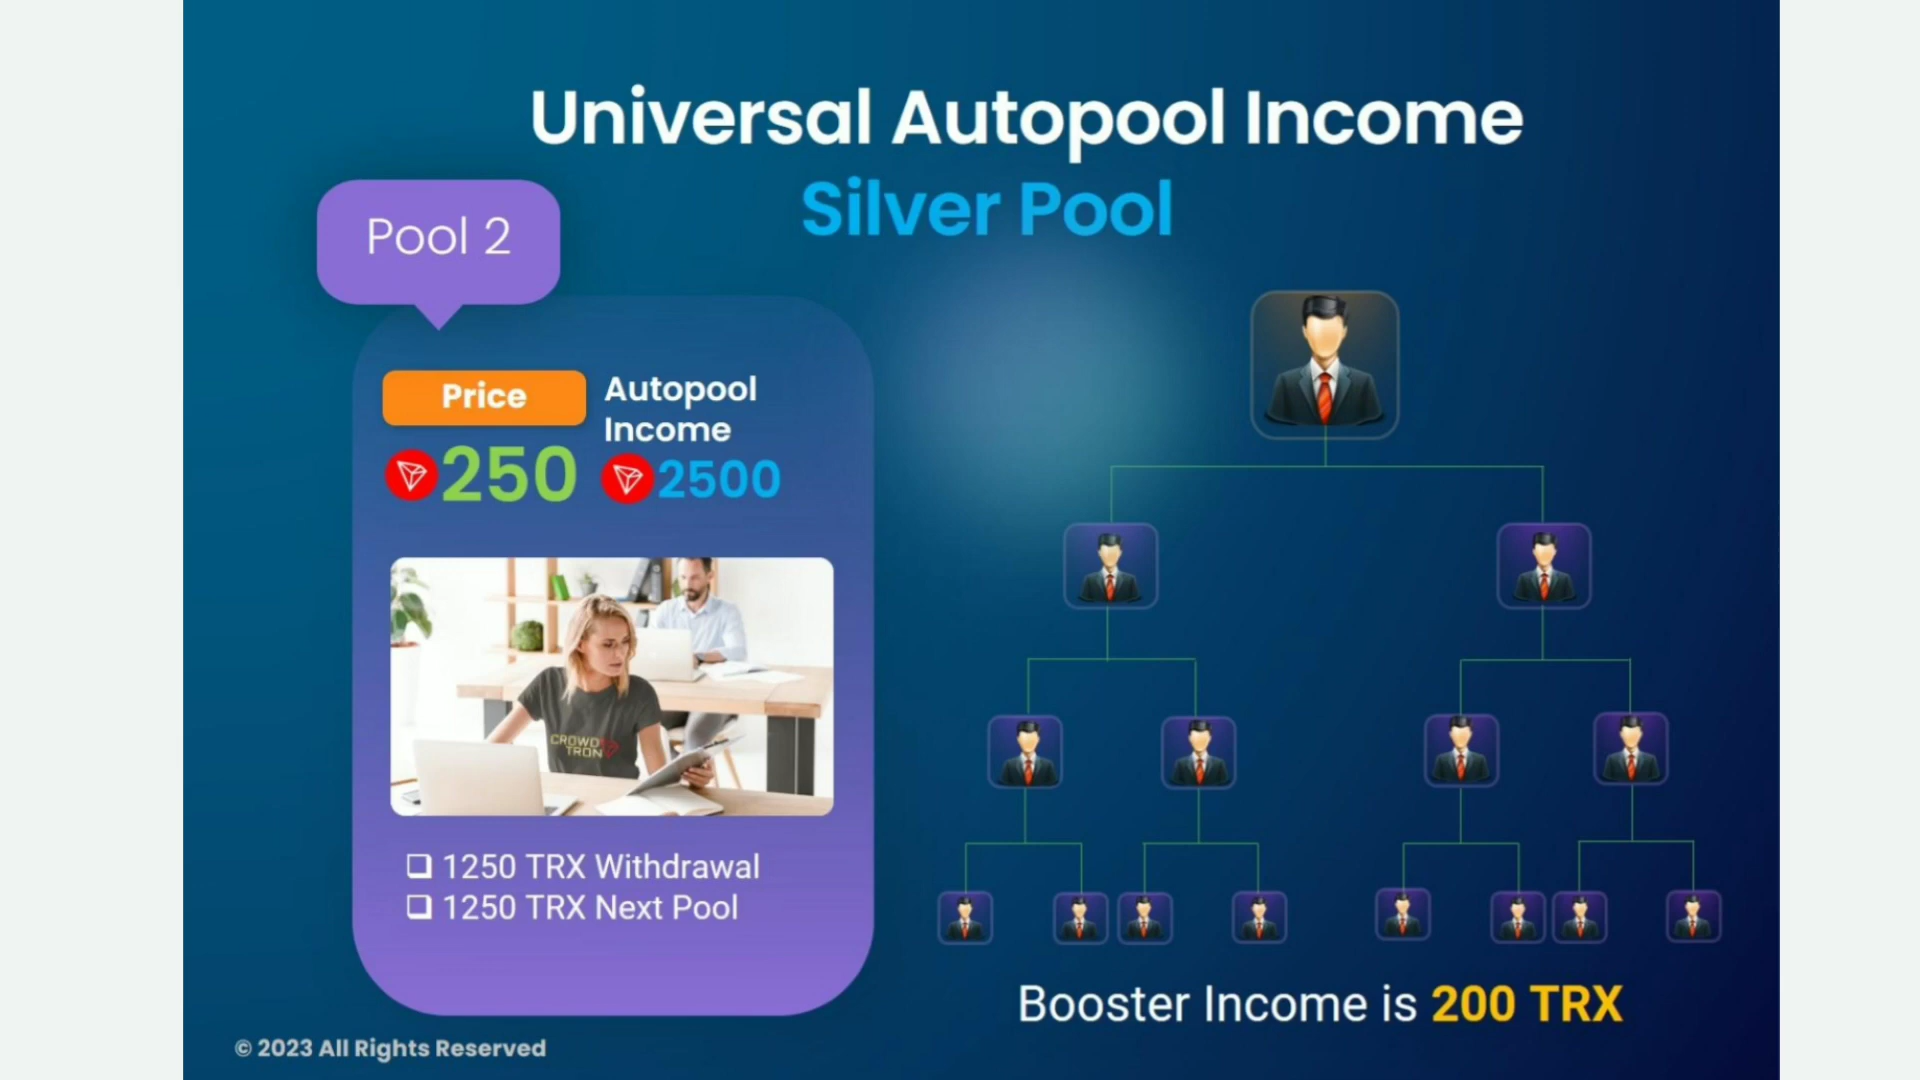 Universal Autopool Income
Silver Pool
Pool 2
Price
Autopool
Income
250
2500
CROWD
TRON
❑ 1250 TRX Withdrawal
❑ 1250 TRX Next Pool
Booster Income is 200 TRX
© 2023 All Rights Reserved